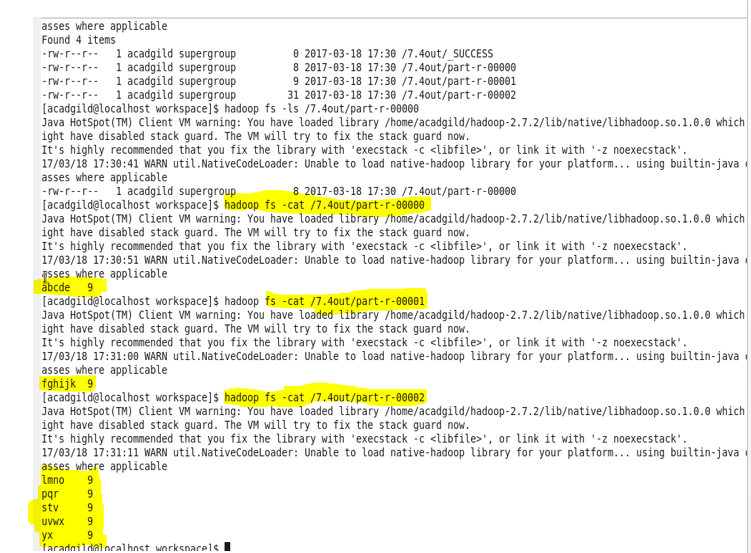 asses where applicable
Found 4 items
-rw-r--r--   1 acadgild supergroup          0 2017-03-18 17:30 /7.4out/_SUCCESS
-rw-r--r--   1 acadgild supergroup          8 2017-03-18 17:30 /7.4out/part-r-00000
-rw-r--r--   1 acadgild supergroup          9 2017-03-18 17:30 /7.4out/part-r-00001
-rw-r--r--   1 acadgild supergroup         31 2017-03-18 17:30 /7.4out/part-r-00002
[acadgild@localhost workspace]$ hadoop fs -ls /7.4out/part-r-00000
Java HotSpot(TM) Client VM warning: You have loaded library /home/acadgild/hadoop-2.7.2/lib/native/libhadoop.so.1.0.0 which
ight have disabled stack guard. The VM will try to fix the stack guard now.
It's highly recommended that you fix the library with 'execstack -c <libfile>', or link it with '-z noexecstack'.
17/03/18 17:30:41 WARN util.NativeCodeLoader: Unable to load native-hadoop library for your platform... using builtin-java c
asses where applicable
-rw-r--r--   1 acadgild supergroup          8 2017-03-18 17:30 /7.4out/part-r-00000
[acadgild@localhost workspace]$ hadoop fs -cat /7.4out/part-r-00000
Java HotSpot(TM) Client VM warning: You have loaded library /home/acadgild/hadoop-2.7.2/lib/native/libhadoop.so.1.0.0 which
ight have disabled stack guard. The VM will try to fix the stack guard now.
It's highly recommended that you fix the library with 'execstack -c <libfile>', or link it with '-z noexecstack'.
17/03/18 17:30:51 WARN util.NativeCodeLoader: Unable to load native-hadoop library for your platform... using builtin-java c
asses where applicable
abcde   9
[acadgild@localhost workspace]$ hadoop fs -cat /7.4out/part-r-00001
Java HotSpot(TM) Client VM warning: You have loaded library /home/acadgild/hadoop-2.7.2/lib/native/libhadoop.so.1.0.0 which
ight have disabled stack guard. The VM will try to fix the stack guard now.
It's highly recommended that you fix the library with 'execstack -c <libfile>', or link it with '-z noexecstack'.
17/03/18 17:31:00 WARN util.NativeCodeLoader: Unable to load native-hadoop library for your platform... using builtin-java c
asses where applicable
fghijk  9
[acadgild@localhost workspace]$ hadoop fs -cat /7.4out/part-r-00002
Java HotSpot(TM) Client VM warning: You have loaded library /home/acadgild/hadoop-2.7.2/lib/native/libhadoop.so.1.0.0 which
ight have disabled stack guard. The VM will try to fix the stack guard now.
It's highly recommended that you fix the library with 'execstack -c <libfile>', or link it with '-z noexecstack'.
17/03/18 17:31:11 WARN util.NativeCodeLoader: Unable to load native-hadoop library for your platform... using builtin-java c
asses where applicable
lmno    9
pqr     9
stv     9
uvwx    9
yx      9
[acadgild@localhost workspace]$